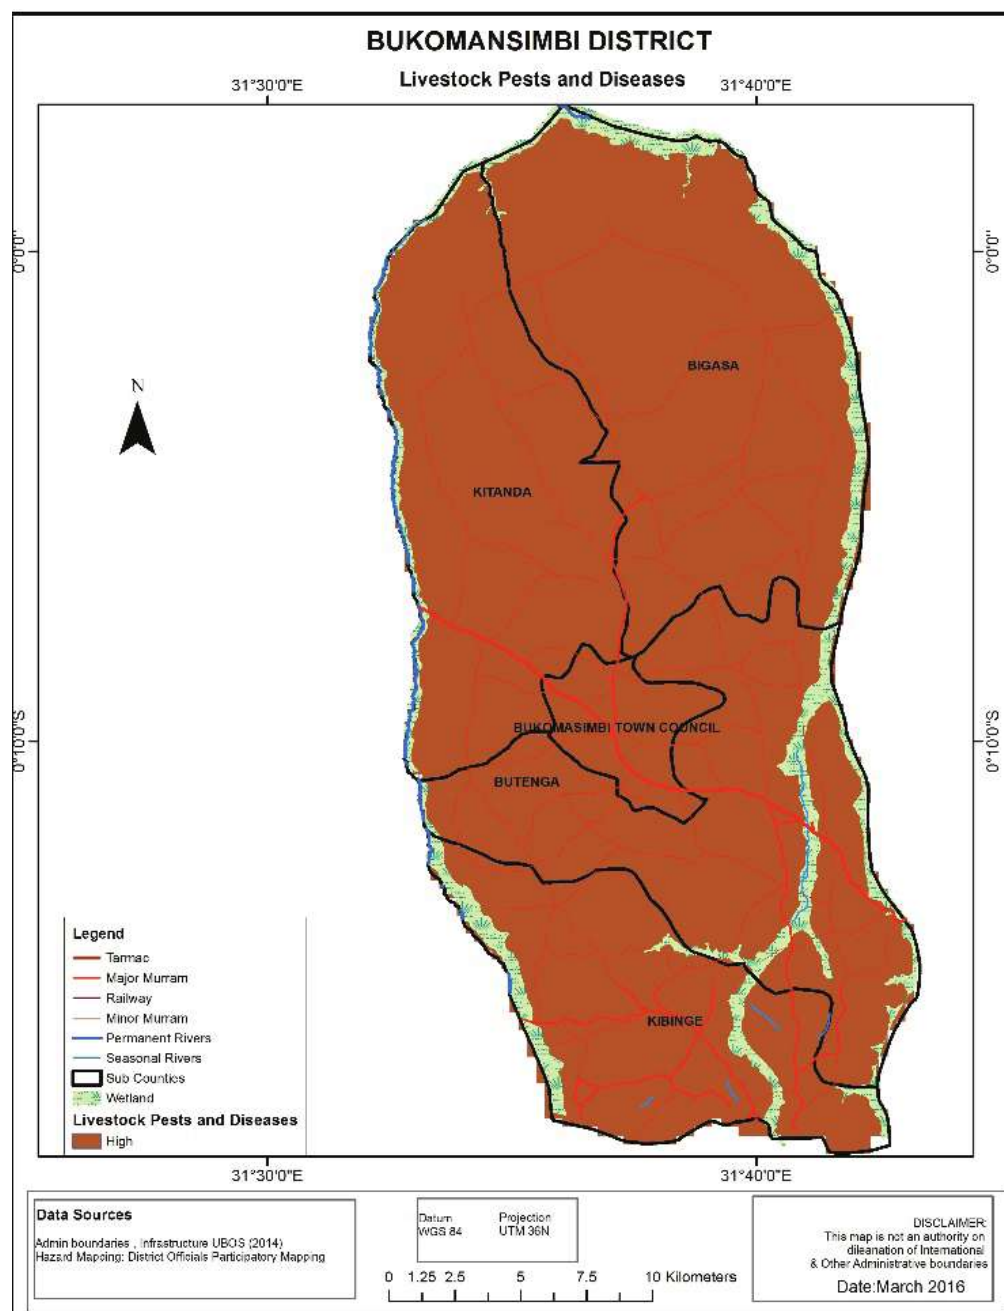 BUKOMANSIMBI DISTRICT
Livestock Pests and Diseases
31°30'0"E
31°40'0"E
0°0'0"
0°0'0"
N
BIGASA
KITANDA
BUKOMASIMBI TOWN COUNCIL
0°10'0"S
0°10'0"S
BUTENGA
KIBINGE
Legend
Tarmac
Major Murram
Railway
Minor Murram
Permanent Rivers
Seasonal Rivers
Sub Counties
Wetland
Livestock Pests and Diseases
High
31°30'0"E
31°40'0"E
Data Sources
Admin boundaries , Infrastructure UBOS (2014)
Hazard Mapping: District Officials Participatory Mapping
Datum
WGS 84
Projection
UTM 36N
0 1.25 2.5 5 7.5 10 Kilometers
DISCLAIMER:
This map is not an authority on
dileanation of International
& Other Administrative boundaries
Date:March 2016